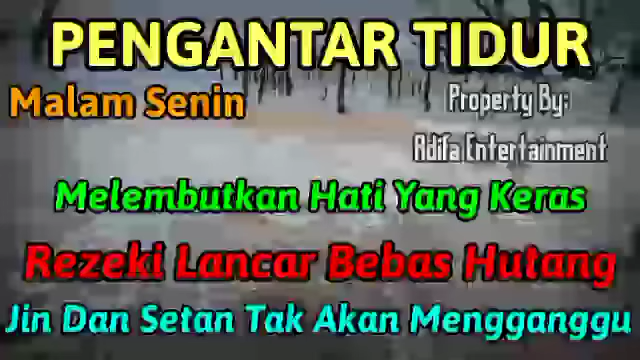 PENGANTAR TIDUR
Malam Senin
Property By:
Adifa Entertainment
Melembutkan Hati Yang Keras
Rezeki Lancar Bebas Hutang
Jin Dan Setan Tak Akan Mengganggu